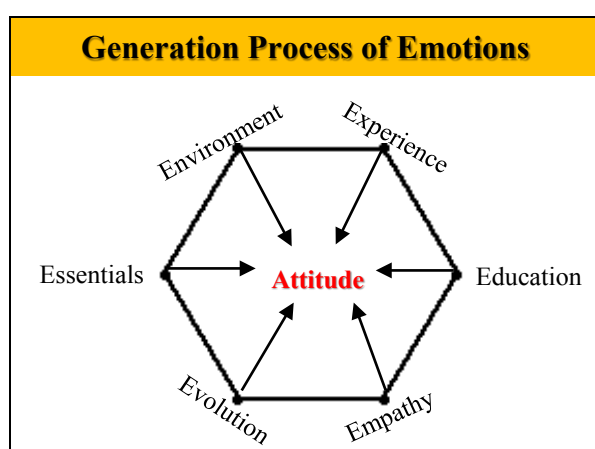 Generation Process of Emotions
Environment
Experience
Essentials
Attitude
Education
Evolution
Empathy